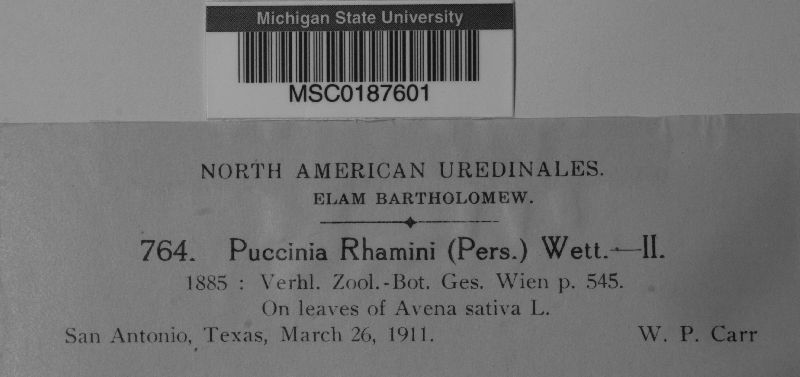 Michigan State University
MSC0187601
NORTH AMERICAN UREDINALES.
ELAM BARTHOLOMEW.
764. Puccinia Rhamini (Pers.) Wett.—II.
1885 : Verhl. Zool.-Bot. Ges. Wien p. 545.
On leaves of Avena sativa L.
San Antonio, Texas, March 26, 1911. W. P. Carr